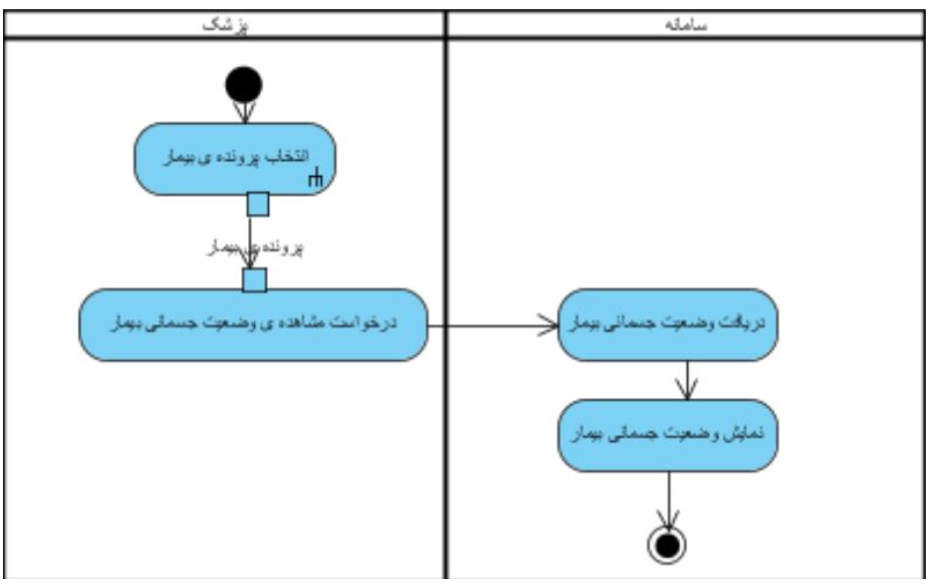 پزشک
سامانه
انتخاب پرونده ی بیمار
پرونده ی بیمار
درخواست مشاهده ی وضعیت جسمانی بیمار
دریافت وضعیت جسمانی بیمار
نمایش وضعیت جسمانی بیمار